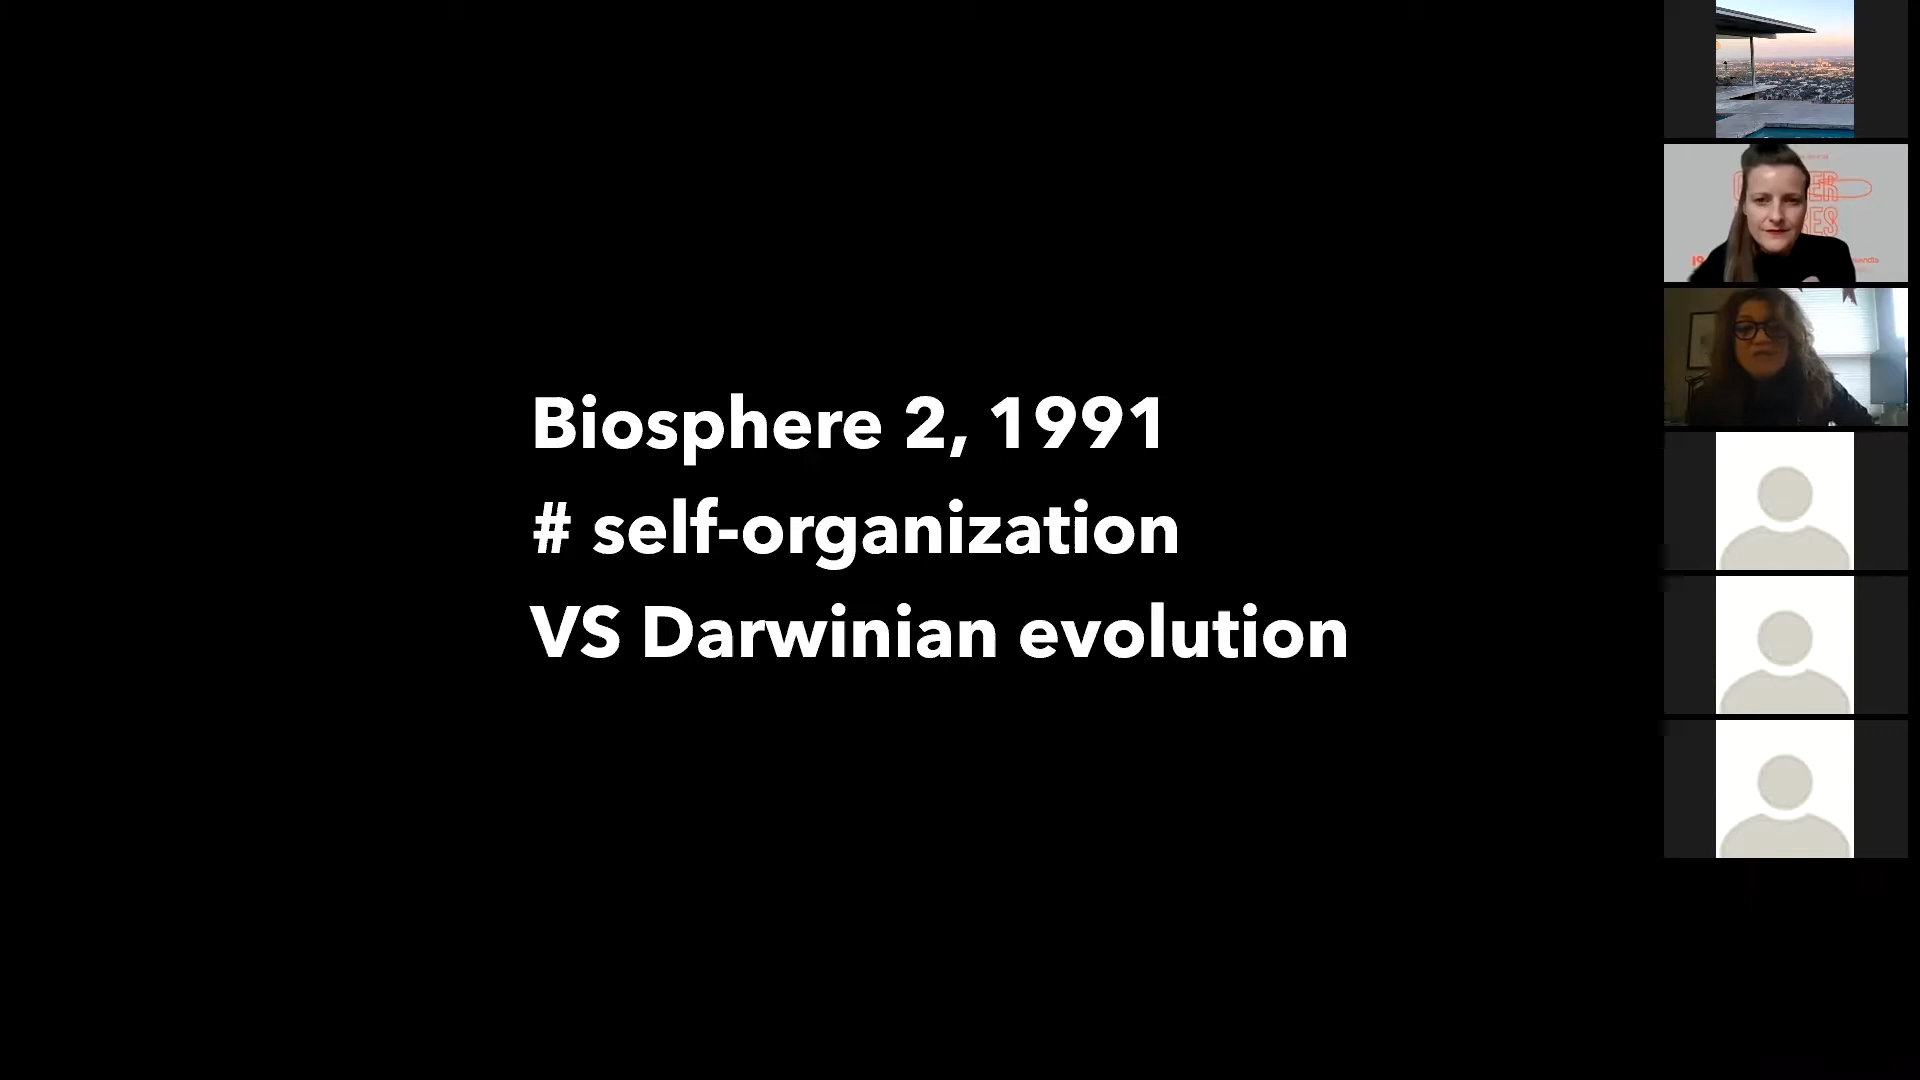 Biosphere 2, 1991
# self-organization
VS Darwinian evolution